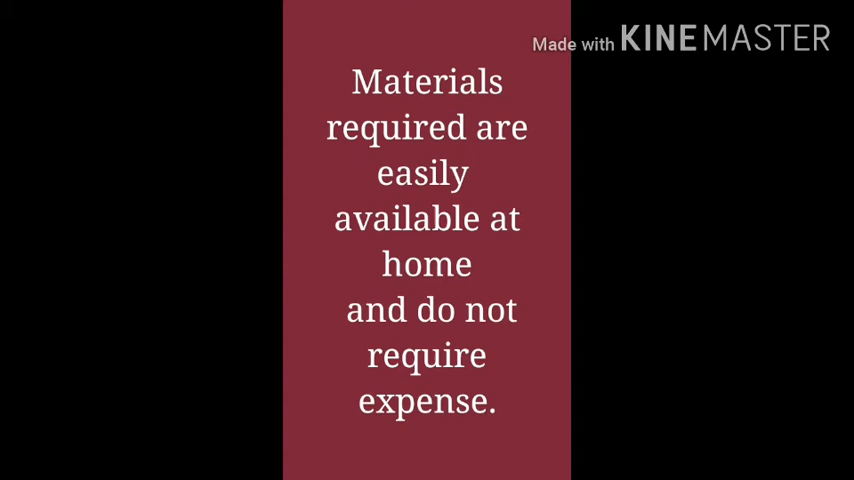 Made with KINEMASTER
Materials
required are
easily
available at
home
and do not
require
expense.